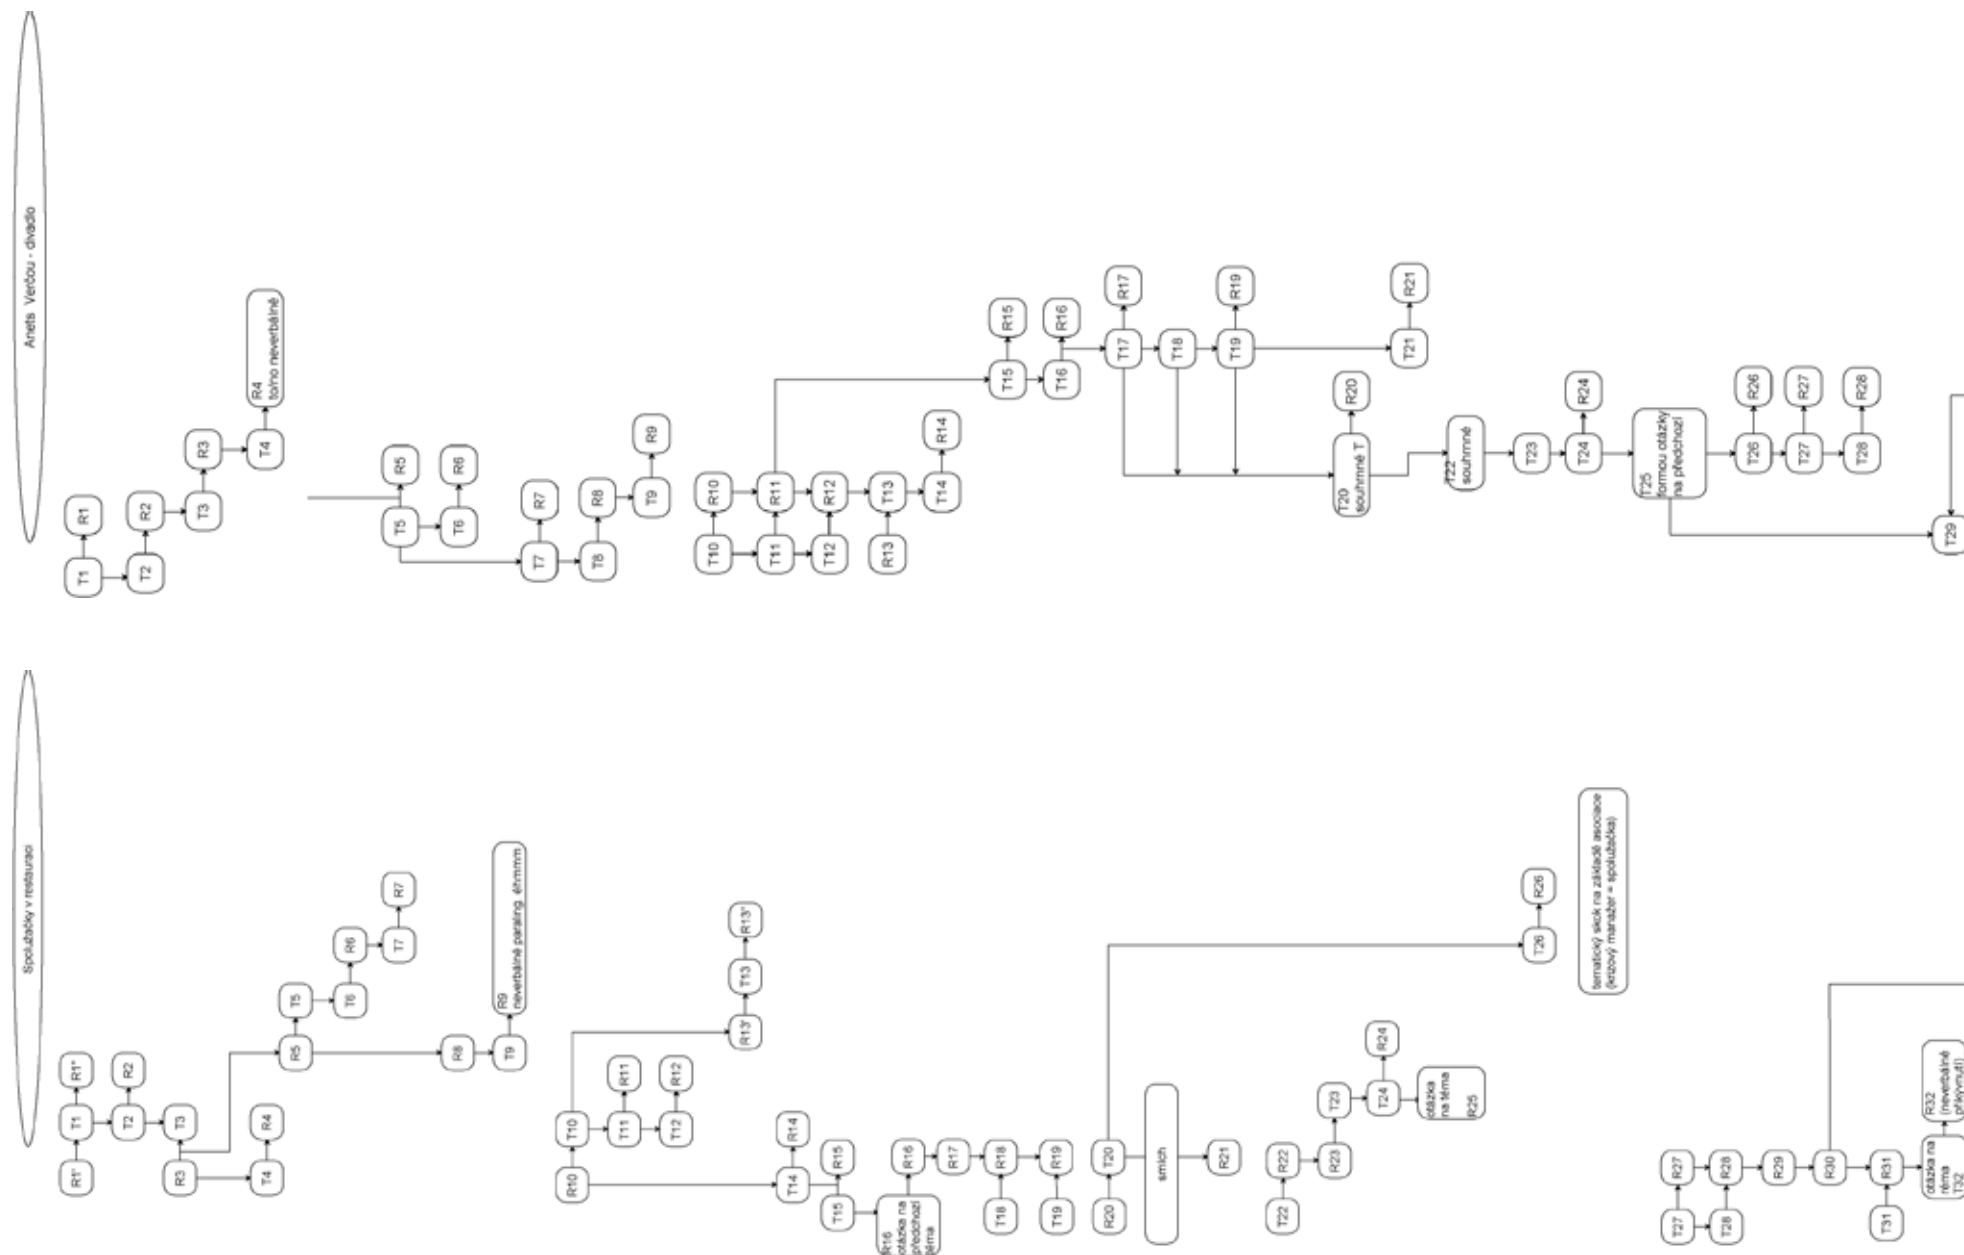 Anets Verčou - divadlo
T1
R1
T2
R2
T3
R3
T4
R4
to/no neverbálně
T5
R5
T6
R6
T7
R7
T8
R8
T9
R9
T10
R10
T11
R11
T12
R12
R13
T13
T14
R14
T15
R15
T16
R16
T17
R17
T18
T19
R19
T20
souhrnné T
R20
T21
R21
T22
souhrnné
T23
T24
R24
T25
formou otázky
na předchozí
T26
R26
T27
R27
T28
R28
T29
Spolužačky v restauraci
R1"
T1
R1"
T2
R2
R3
T3
T4
R4
R5
T5
T6
R6
T7
R7
R8
T9
R9
neverbálně paraling. ehmmm
R10
T10
T11
R11
T12
R12
R13'
T13
R13"
T14
R14
T15
R15
R16
otázka na
předchozí
téma
R16
R17
T18
R18
T19
R19
R20
T20
smích
R21
T22
R22
R23
T23
T24
R24
otázka
na téma
R25
T26
R26
tematický skok na základě asociace
(krizový manažer = spolužačka)
T27
R27
T28
R28
R29
R30
T31
R31
otázka na
réma
T32
R32
(neverbálně
přikývnutí)